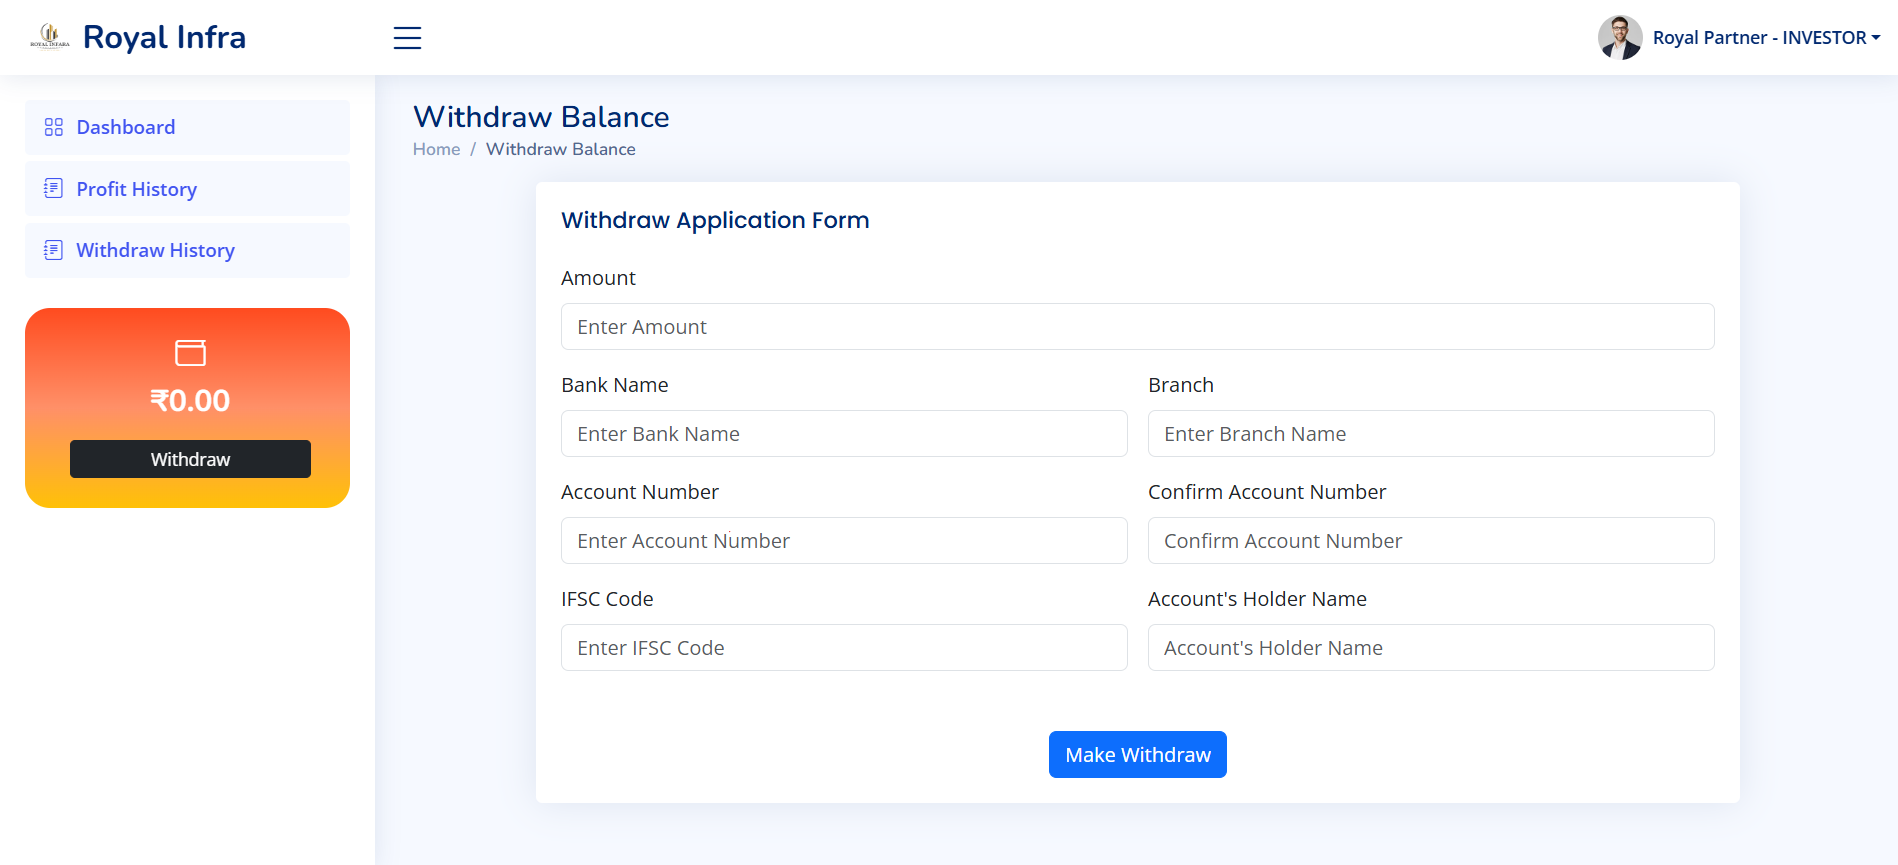 ROYAL INFARA
Royal Infra
Royal Partner - INVESTOR
Dashboard
Profit History
Withdraw History
₹0.00
Withdraw
Withdraw Balance
Home / Withdraw Balance
Withdraw Application Form
Amount
Enter Amount
Bank Name
Branch
Enter Bank Name
Enter Branch Name
Account Number
Confirm Account Number
Enter Account Number
Confirm Account Number
IFSC Code
Account's Holder Name
Enter IFSC Code
Account's Holder Name
Make Withdraw